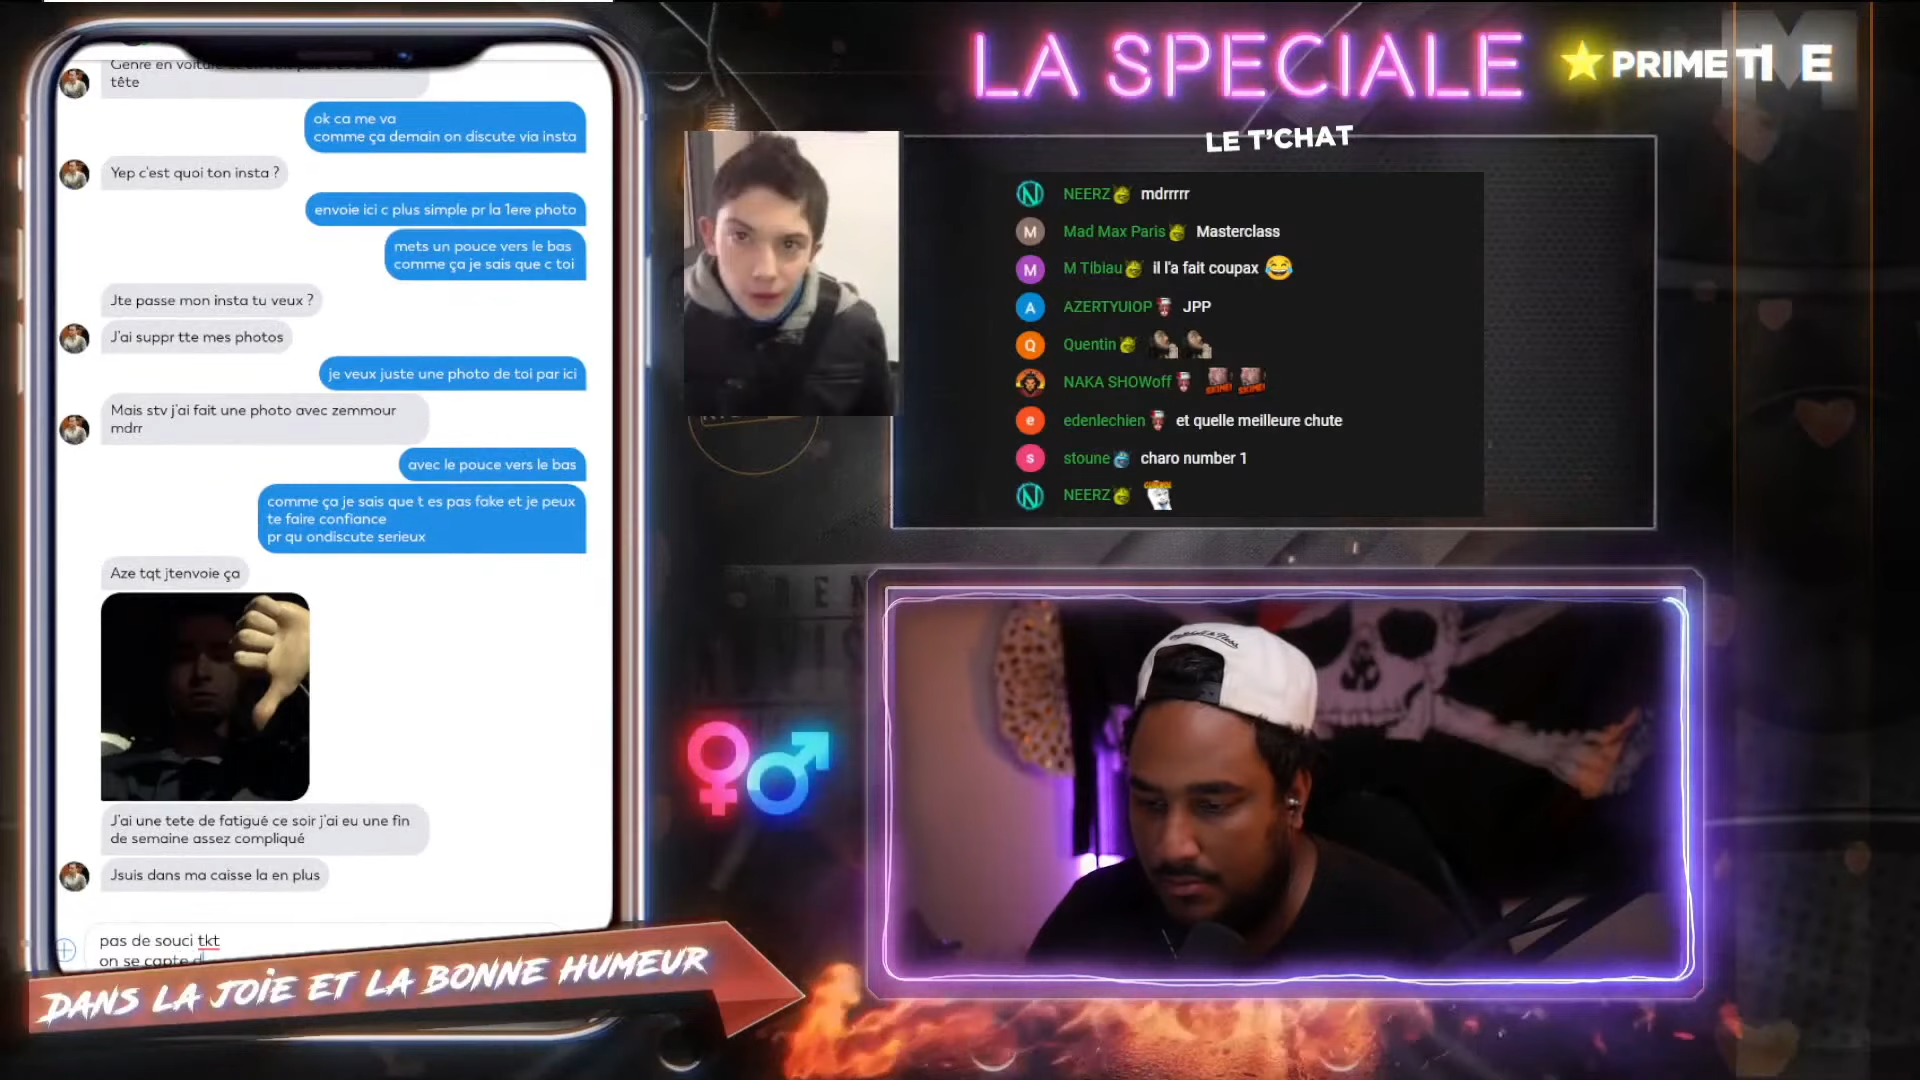 Genre en
tête
ok ca me va
comme ça demain on discute via insta
Yep c'est quoi ton insta ?
envoie ici c plus simple pr la 1ere photo
mets un pouce vers le bas
comme ça je sais que c toi
Jte passe mon insta tu veux ?
J'ai suppr tte mes photos
je veux juste une photo de toi par ici
Mais stv j'ai fait une photo avec zemmour
mdrr
avec le pouce vers le bas
comme ça je sais que t es pas fake et je peux
te faire confiance
pr qu ondiscute serieux
Aze tqt jtenvoie ça
J'ai une tete de fatigué ce soir j'ai eu une fin
de semaine assez compliqué
Jsuis dans ma caisse la en plus
pas de souci tkt
on se capte d
DANS LA JOIE ET LA BONNE HUMEUR
LA SPECIALE
PRIME TIME
LE T'CHAT
NEERZ mdrrrrr
Mad Max Paris Masterclass
M TIbiau il l'a fait coupax
AZERTYUIOP JPP
Quentin
NAKA SHOWoff
edenlechien et quelle meilleure chute
stoune charo number 1
NEERZ